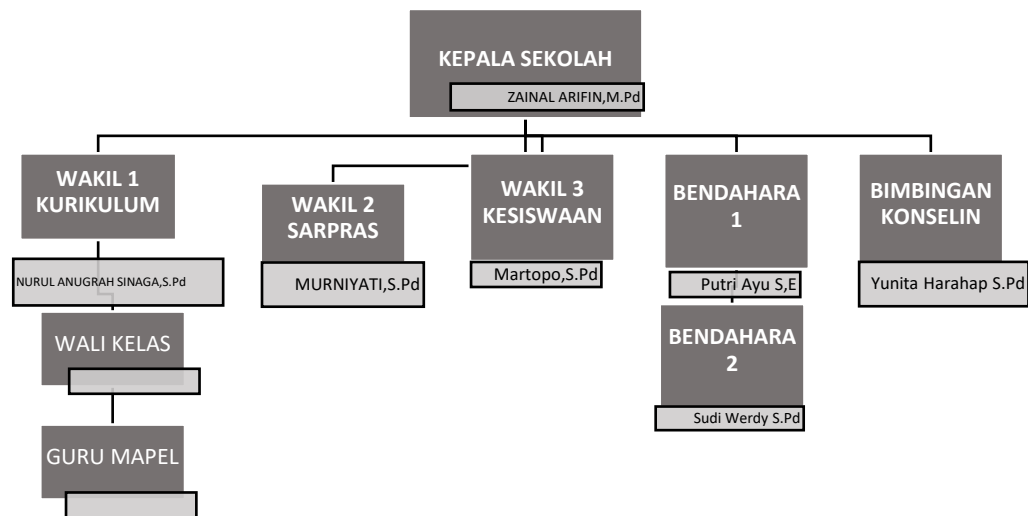 KEPALA SEKOLAH
ZAINAL ARIFIN,M.Pd
WAKIL 1
KURIKULUM
NURUL ANUGRAH SINAGA,S.Pd
WALI KELAS
GURU MAPEL
WAKIL 2
SARPRAS
MURNIYATI,S.Pd
WAKIL 3
KESISWAAN
Martopo,S.Pd
BENDAHARA
1
Putri Ayu S,E
BENDAHARA
2
Sudi Werdy S.Pd
BIMBINGAN
KONSELIN
Yunita Harahap S.Pd